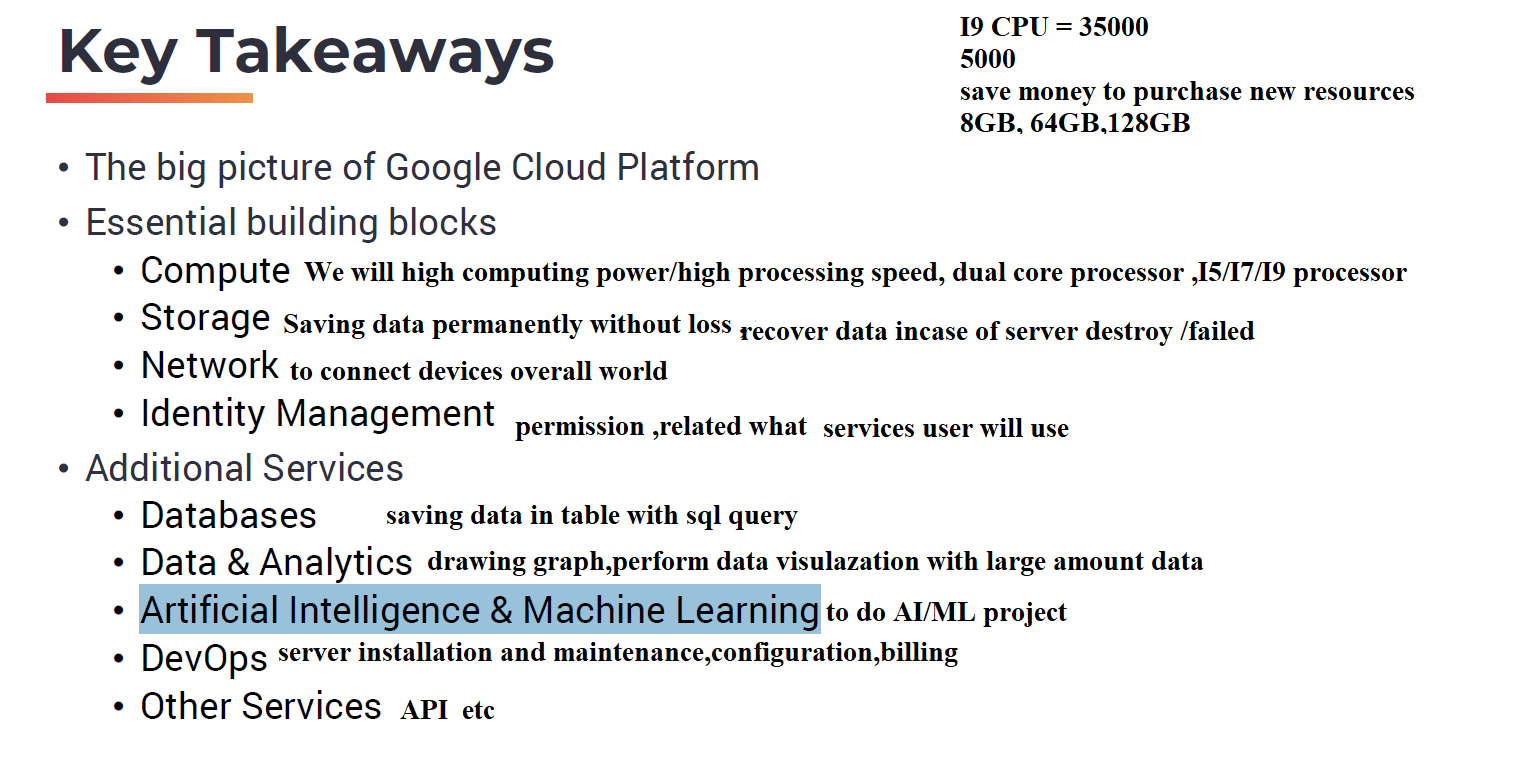 Key Takeaways
I9 CPU = 35000
5000
save money to purchase new resources
8GB, 64GB,128GB
• The big picture of Google Cloud Platform
• Essential building blocks
• Compute We will high computing power/high processing speed, dual core processor ,I5/I7/I9 processor
• Storage Saving data permanently without loss .recover data incase of server destroy /failed
• Network to connect devices overall world
• Identity Management permission ,related what services user will use
• Additional Services
• Databases saving data in table with sql query
• Data & Analytics drawing graph,perform data visulazation with large amount data
• Artificial Intelligence & Machine Learning to do AI/ML project
• DevOps server installation and maintenance,configuration,billing
• Other Services API etc